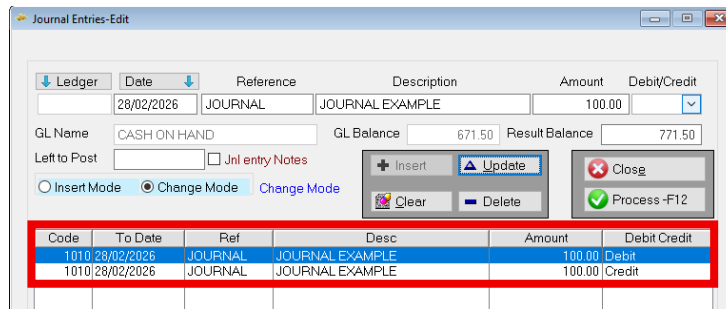 Journal Entries-Edit
Ledger Date Reference Description Amount Debit/Credit
28/02/2026 JOURNAL JOURNAL EXAMPLE 100.00
GL Name CASH ON HAND GL Balance 671.50 Result Balance 771.50
Left to Post Jnl entry Notes Insert Update Close
Insert Mode Change Mode Change Mode Clear Delete Process -F12
Code To Date Ref Desc Amount Debit Credit
1010 28/02/2026 JOURNAL JOURNAL EXAMPLE 100.00 Debit
1010 28/02/2026 JOURNAL JOURNAL EXAMPLE 100.00 Credit